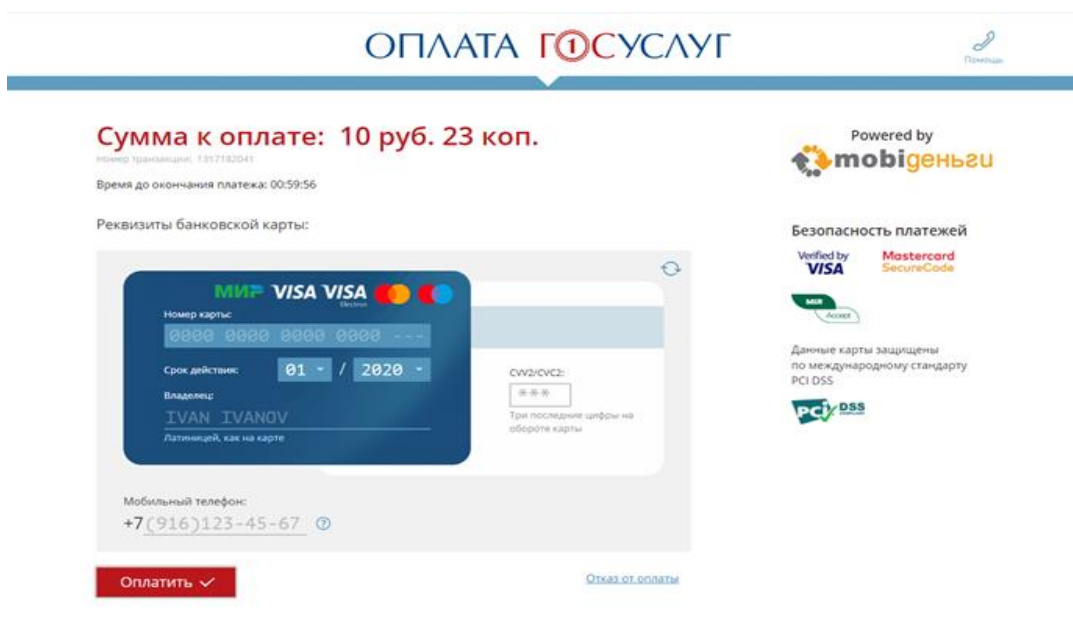 ОПЛАТА ГОСУСЛУГ
1
Помощь
Сумма к оплате: 10 руб. 23 коп.
Номер транзакции: 1317182041
Время до окончания платежа: 00:59:56
Реквизиты банковской карты:
МИР VISA VISA
Electron
Номер карты:
0000 0000 0000 0000 ---
Срок действия: 01 / 2020
Владелец:
IVAN IVANOV
Латиницей, как на карте
CVV2/CVC2:
***
Три последние цифры на
обороте карты
Мобильный телефон:
+7(916)123-45-67 ?
Оплатить
Отказ от оплаты
Powered by
mobiденьги
Безопасность платежей
Verified by
VISA
Mastercard
SecureCode
MIR
Accept
Данные карты защищены
по международному стандарту
PCI DSS
PCI DSS
COMPLIANT